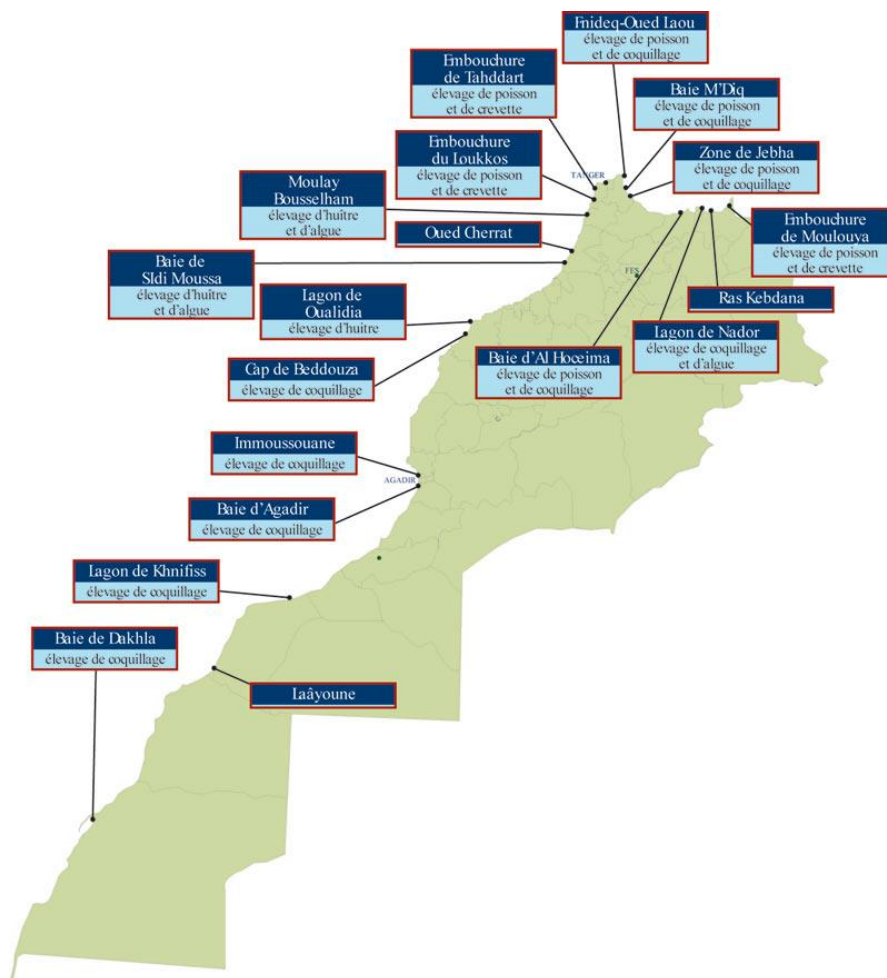 Fnideq-Oued Laou
élevage de poisson
et de coquillage
Embouchure
de Tahddart
élevage de poisson
et de crevette
Baie M'Diq
élevage de poisson
et de coquillage
Embouchure
du Loukkos
élevage de poisson
et de crevette
Zone de Jebha
élevage de poisson
et de coquillage
TANGER
Moulay
Bousselham
élevage d'huître
et d'algue
Oued Cherrat
Embouchure
de Moulouya
élevage de poisson
et de crevette
Baie de
SIdi Moussa
élevage d'huître
et d'algue
FES
Ras Kebdana
Lagon de
Oualidia
élevage d'huitre
Lagon de Nador
élevage de coquillage
et d'algue
Baie d'Al Hoceima
élevage de poisson
et de coquillage
Cap de Beddouza
élevage de coquillage
Immoussouane
élevage de coquillage
AGADIR
Baie d'Agadir
élevage de coquillage
Lagon de Khnifiss
élevage de coquillage
Baie de Dakhla
élevage de coquillage
Laâyoune